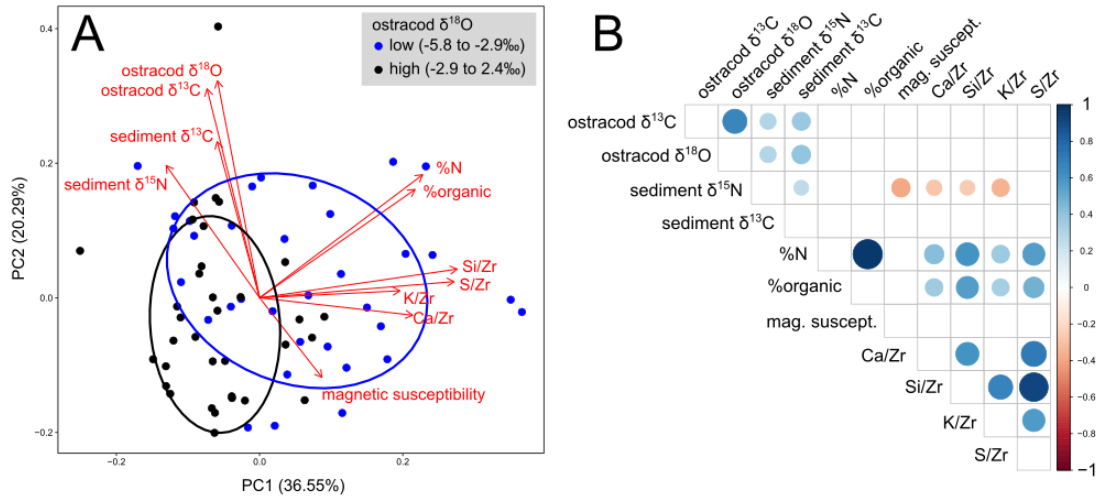 A
ostracod δ¹⁸O
low (-5.8 to -2.9‰)
high (-2.9 to 2.4‰)
ostracod δ¹⁸O
ostracod δ¹³C
sediment δ¹³C
sediment δ¹⁵N
%N
%organic
Si/Zr
S/Zr
K/Zr
Ca/Zr
magnetic susceptibility
0.4
0.2
0.0
−0.2
PC2 (20.29%)
−0.2
0.0
0.2
0.4
PC1 (36.55%)
B
ostracod δ¹³C
ostracod δ¹⁸O
sediment δ¹⁵N
sediment δ¹³C
%N
%organic
mag. suscept.
Ca/Zr
Si/Zr
K/Zr
S/Zr
ostracod δ¹³C
ostracod δ¹⁸O
sediment δ¹⁵N
sediment δ¹³C
%N
%organic
mag. suscept.
Ca/Zr
Si/Zr
K/Zr
S/Zr
1
0.8
0.6
0.4
0.2
0
−0.2
−0.4
−0.6
−0.8
−1